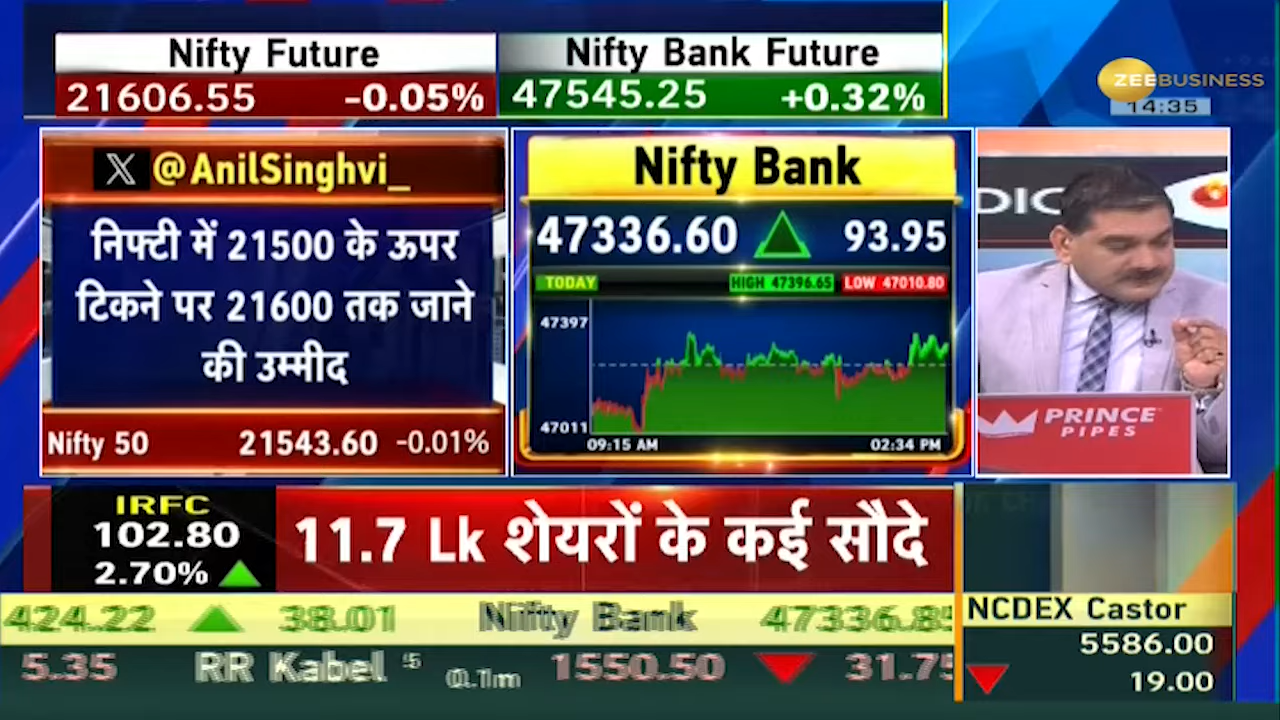 Nifty Future
21606.55 -0.05%
Nifty Bank Future
47545.25 +0.32%
ZEEBUSINESS
14:35
X @AnilSinghvi_
निफ्टी में 21500 के ऊपर
टिकने पर 21600 तक जाने
की उम्मीद
Nifty 50 21543.60 -0.01%
Nifty Bank
47336.60 93.95
TODAY HIGH 47396.65 LOW 47010.80
47397
47011
09:15 AM 02:34 PM
PRINCE
PIPES
IRFC
102.80
2.70%
11.7 Lk शेयरों के कई सौदे
424.22 38.01 Nifty Bank 47336.85
5.35 RR Kabel 0.1m 1550.50 31.75
NCDEX Castor
5586.00
19.00